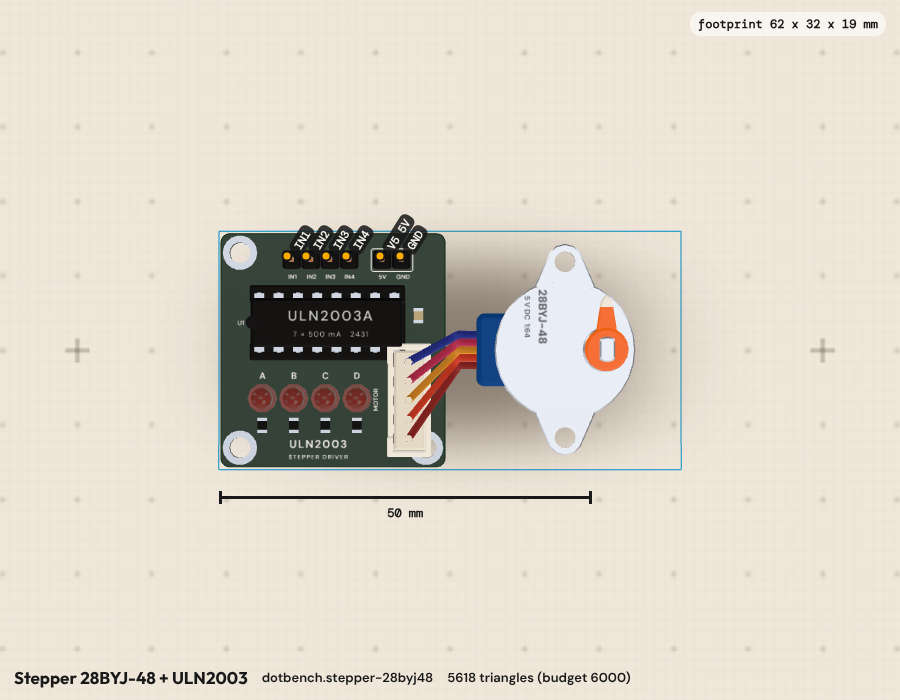 footprint 62 x 32 x 19 mm
IN1 IN2 IN3 IN4 5V GND
IN1 IN2 IN3 IN4 5V GND
U1
ULN2003A
7 × 500 mA 2431
A B C D
MOTOR
ULN2003
STEPPER DRIVER
28BYJ-48
5 V DC 1:64
50 mm
Stepper 28BYJ-48 + ULN2003 dotbench.stepper-28byj48 5618 triangles (budget 6000)